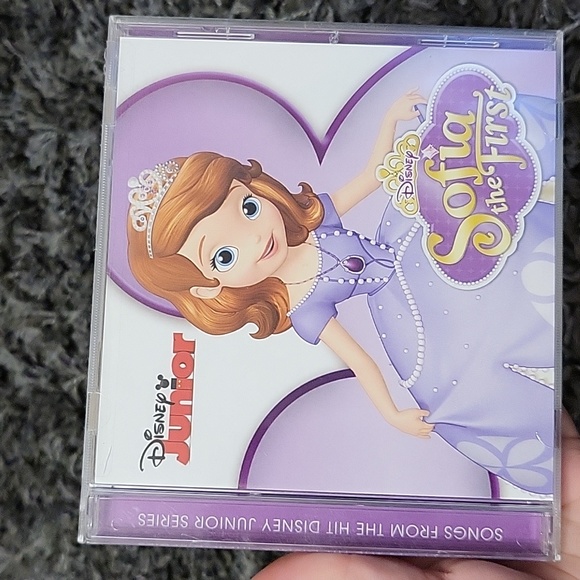 Disney
Junior
Disney
Sofia
the First
SONGS FROM THE HIT DISNEY JUNIOR SERIES